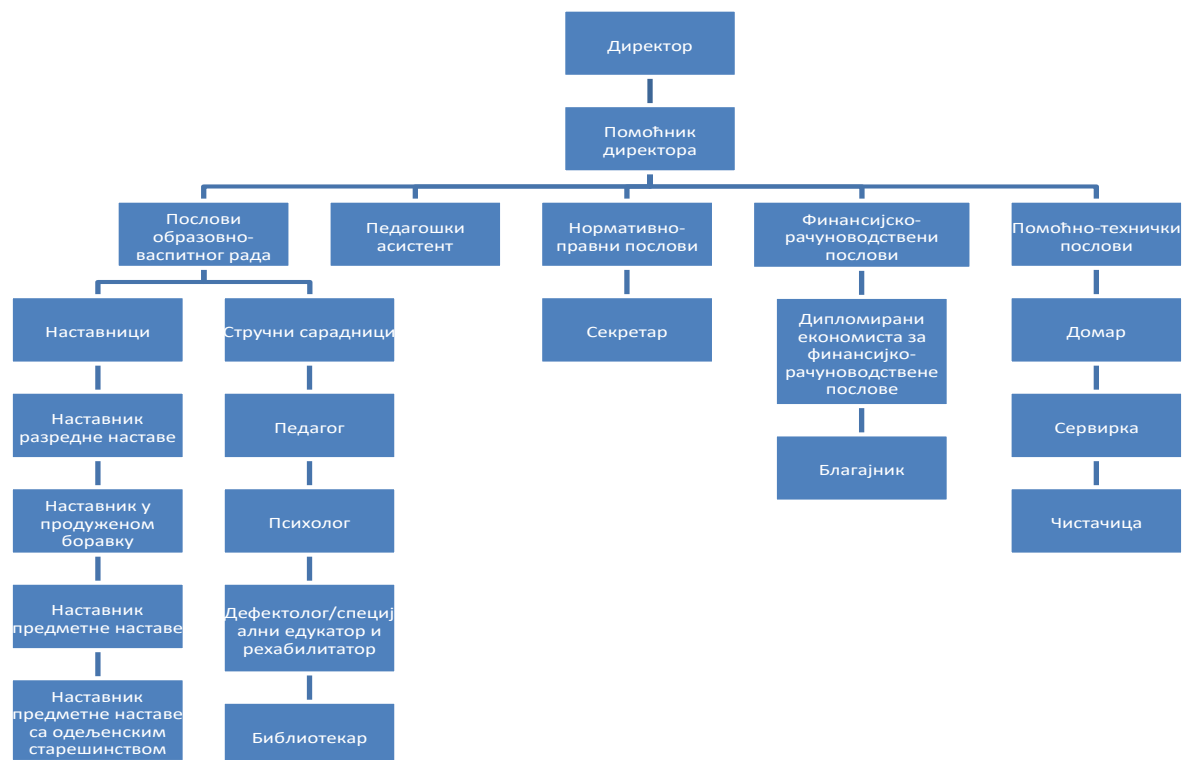 Директор
Помоћник
директора
Послови
образовно-
васпитног рада
Педагошки
асистент
Нормативно-
правни послови
Финансијско-
рачуноводствени
послови
Помоћно-технички
послови
Наставници
Стручни сарадници
Секретар
Дипломирани
економиста за
финансијко-
рачуноводствене
послове
Домар
Наставник
разредне наставе
Педагог
Благајник
Сервирка
Наставник у
продуженом
боравку
Психолог
Чистачица
Наставник
предметне наставе
Дефектолог/специј
ални едукатор и
рехабилитатор
Наставник
предметне наставе
са одељенским
старешинством
Библиотекар